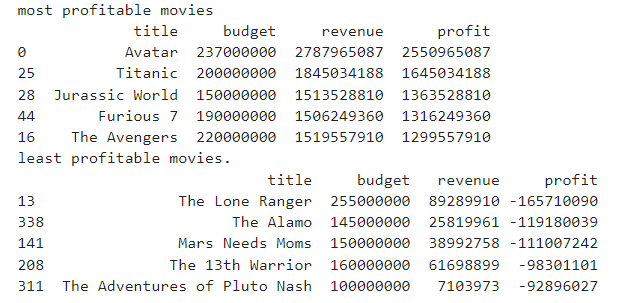 most profitable movies
title budget revenue profit
0 Avatar 237000000 2787965087 2550965087
25 Titanic 200000000 1845034188 1645034188
28 Jurassic World 150000000 1513528810 1363528810
44 Furious 7 190000000 1506249360 1316249360
16 The Avengers 220000000 1519557910 1299557910
least profitable movies.
title budget revenue profit
13 The Lone Ranger 255000000 89289910 -165710090
338 The Alamo 145000000 25819961 -119180039
141 Mars Needs Moms 150000000 38992758 -111007242
208 The 13th Warrior 160000000 61698899 -98301101
311 The Adventures of Pluto Nash 100000000 7103973 -92896027